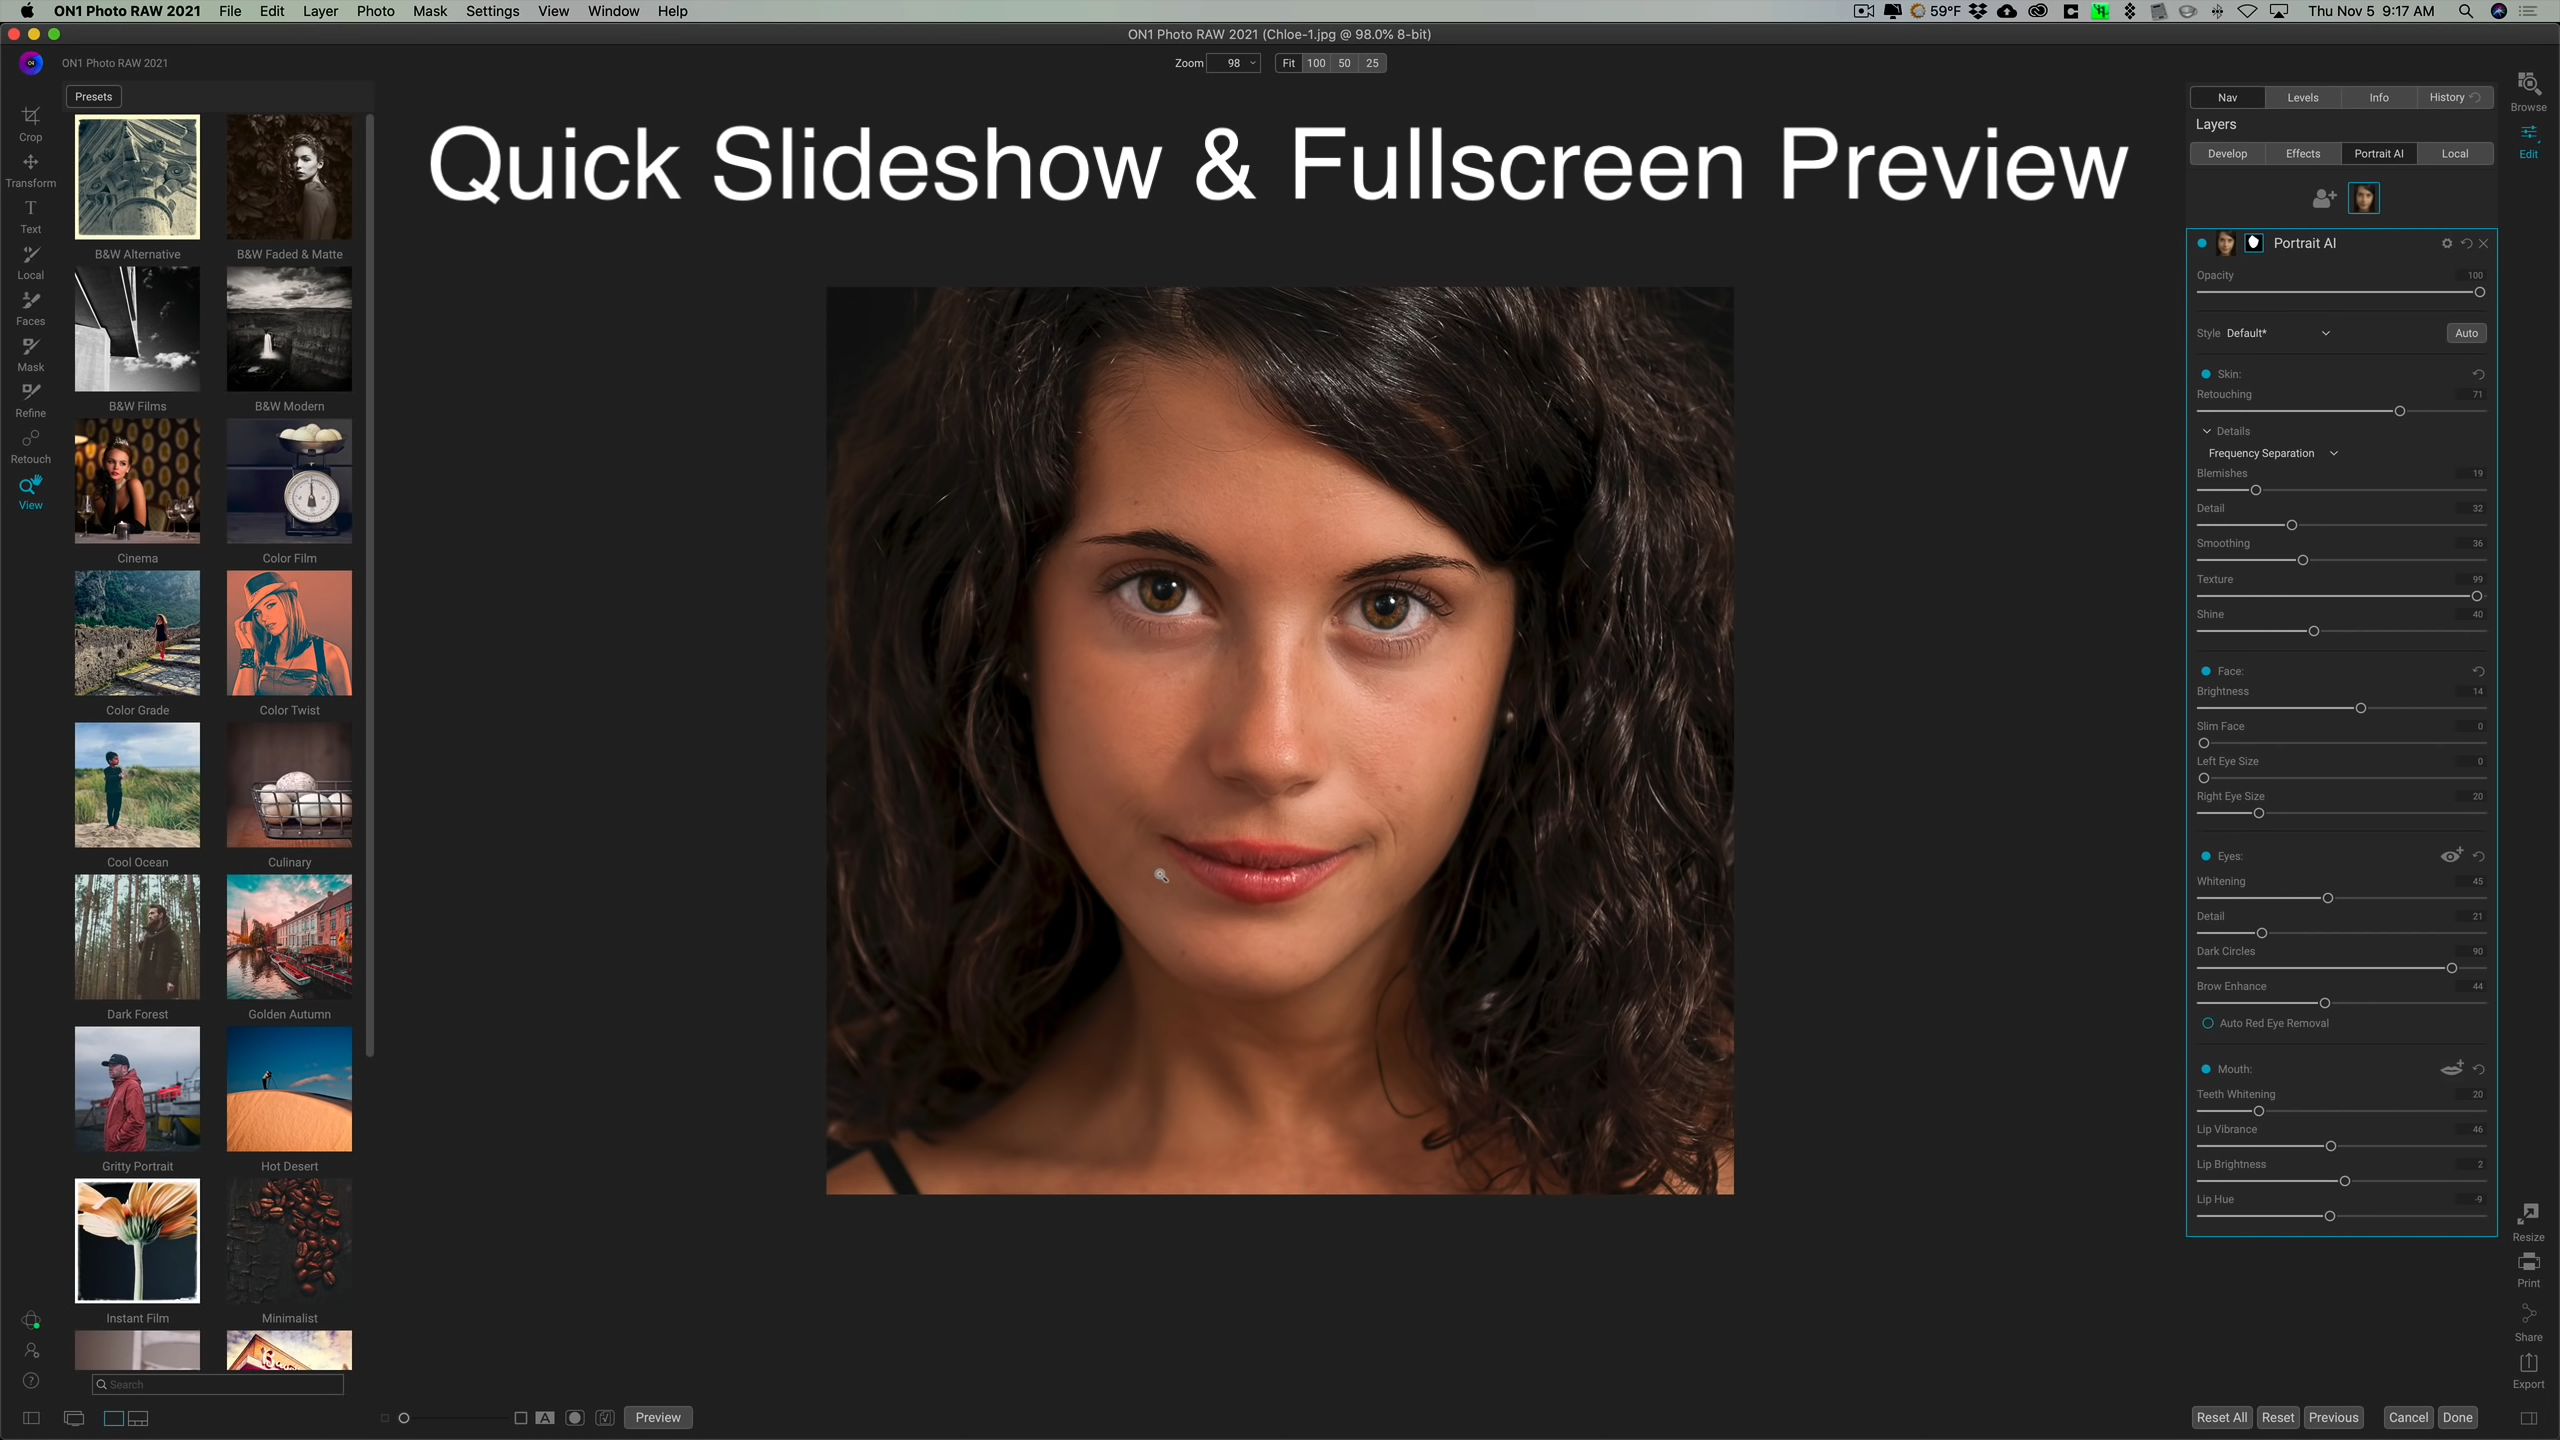 ON1 Photo RAW 2021 File Edit Layer Photo Mask Settings View Window Help
59°F Thu Nov 5 9:17 AM
ON1 Photo RAW 2021 (Chloe-1.jpg @ 98.0% 8-bit)
ON1 Photo RAW 2021
Zoom 98 Fit 100 50 25
Presets
Quick Slideshow & Fullscreen Preview
Crop
Transform
Text
Local
Faces
Mask
Refine
Retouch
View
B&W Alternative B&W Faded & Matte
B&W Films B&W Modern
Cinema Color Film
Color Grade Color Twist
Cool Ocean Culinary
Dark Forest Golden Autumn
Gritty Portrait Hot Desert
Instant Film Minimalist
Search
Preview
Nav Levels Info History
Layers
Develop Effects Portrait AI Local
Portrait AI
Opacity 100
Style Default* Auto
Skin:
Retouching 71
Details
Frequency Separation
Blemishes 19
Detail 32
Smoothing 36
Texture 99
Shine 40
Face:
Brightness 14
Slim Face 0
Left Eye Size 0
Right Eye Size 20
Eyes:
Whitening 45
Detail 21
Dark Circles 90
Brow Enhance 44
Auto Red Eye Removal
Mouth:
Teeth Whitening 20
Lip Vibrance 46
Lip Brightness 2
Lip Hue -9
Browse
Edit
Resize
Print
Share
Export
Reset All Reset Previous Cancel Done